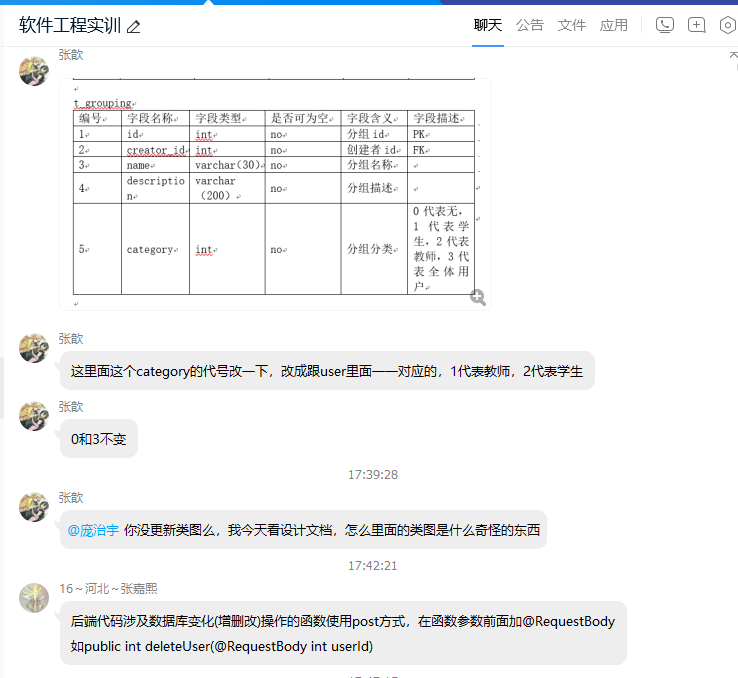 软件工程实训
聊天 公告 文件 应用
张歆
t_grouping
编号 字段名称 字段类型 是否可为空 字段含义 字段描述
1 id int no 分组 id PK
2 creator_id int no 创建者 id FK
3 name varchar(30) no 分组名称
4 descriptio
n varchar
（200） no 分组描述
5 category int no 分组分类 0 代表无，
1 代表学
生，2 代表
教师，3 代
表全体用
户
张歆
这里面这个category的代号改一下，改成跟user里面一一对应的，1代表教师，2代表学生
张歆
0和3不变
17:39:28
张歆
@庞治宇 你没更新类图么，我今天看设计文档，怎么里面的类图是什么奇怪的东西
17:42:21
16～河北～张嘉熙
后端代码涉及数据库变化(增删改)操作的函数使用post方式，在函数参数前面加@RequestBody
如public int deleteUser(@RequestBody int userId)